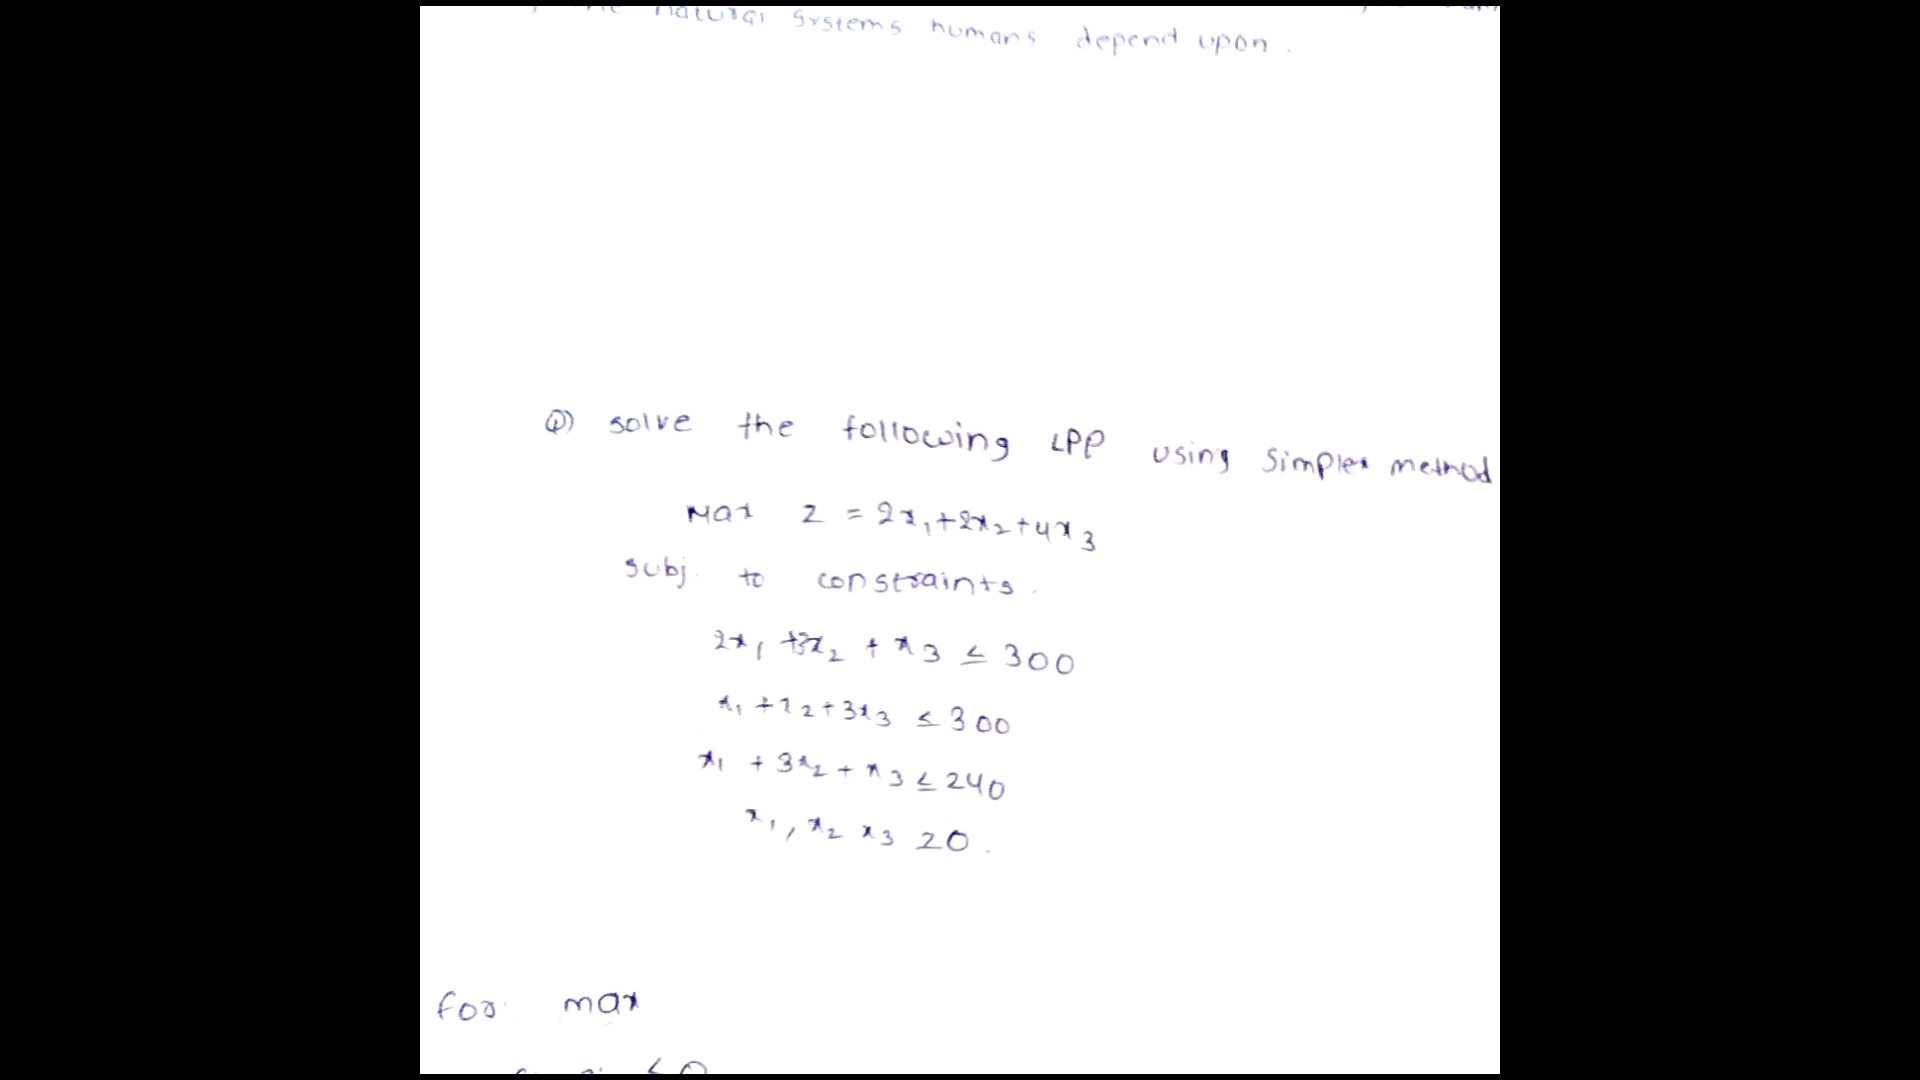 natural systems humans depend upon.
Q) solve the following LPP using simplex method
Max z = 2x₁+2x₂+4x₃
subj. to constraints.
2x₁ +3x₂ + x₃ ≤ 300
x₁ +x₂+3x₃ ≤ 300
x₁ + 3x₂ + x₃ ≤ 240
x₁, x₂ x₃ ≥0.
for max